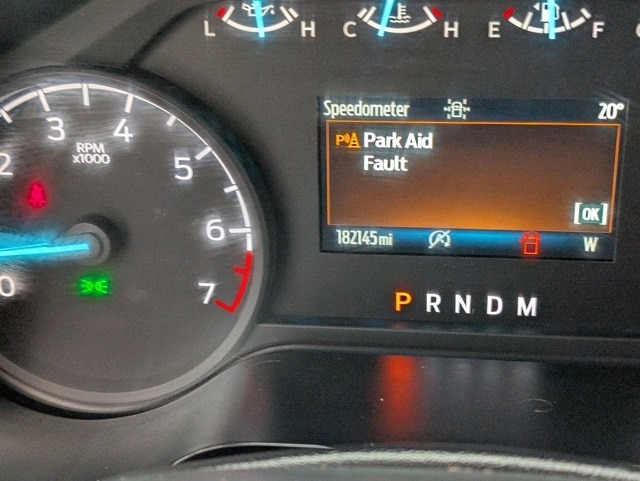 L H C H E F
Speedometer 20°
Park Aid
Fault
[OK]
182145 mi W
2 3 4 5 6 7 0
RPM
x1000
P R N D M